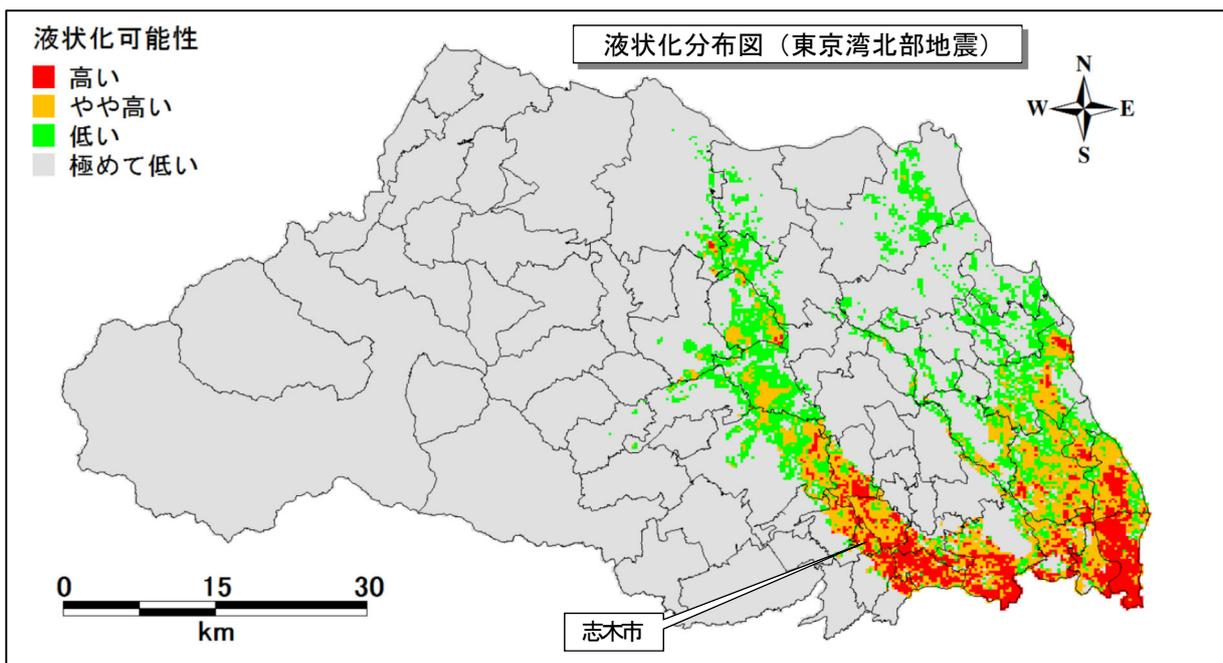 液状化分布図（東京湾北部地震）
液状化可能性
高い
やや高い
低い
極めて低い
N
W E
S
0 15 30
km
志木市